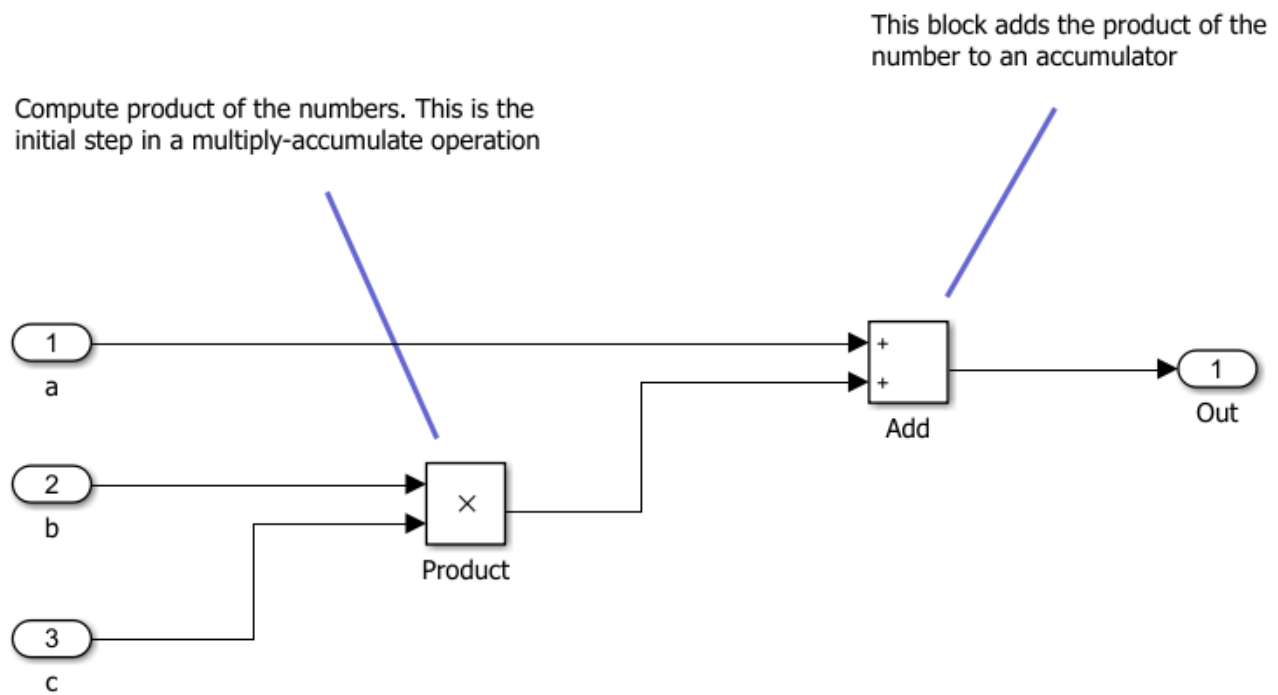 This block adds the product of the
number to an accumulator
Compute product of the numbers. This is the
initial step in a multiply-accumulate operation
1
a
+
+
Add
1
Out
2
b
×
Product
3
c